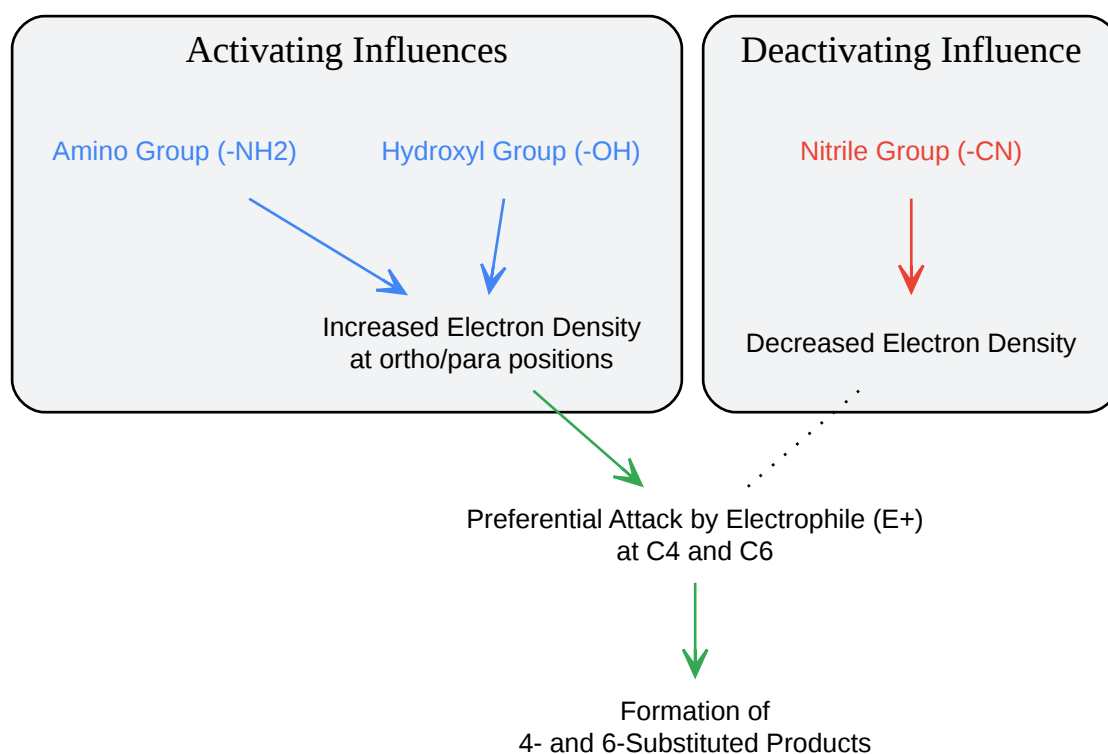 Activating Influences
Amino Group (-NH2)
Hydroxyl Group (-OH)
Increased Electron Density
at ortho/para positions
Deactivating Influence
Nitrile Group (-CN)
Decreased Electron Density
Preferential Attack by Electrophile (E+)
at C4 and C6
Formation of
4- and 6-Substituted Products